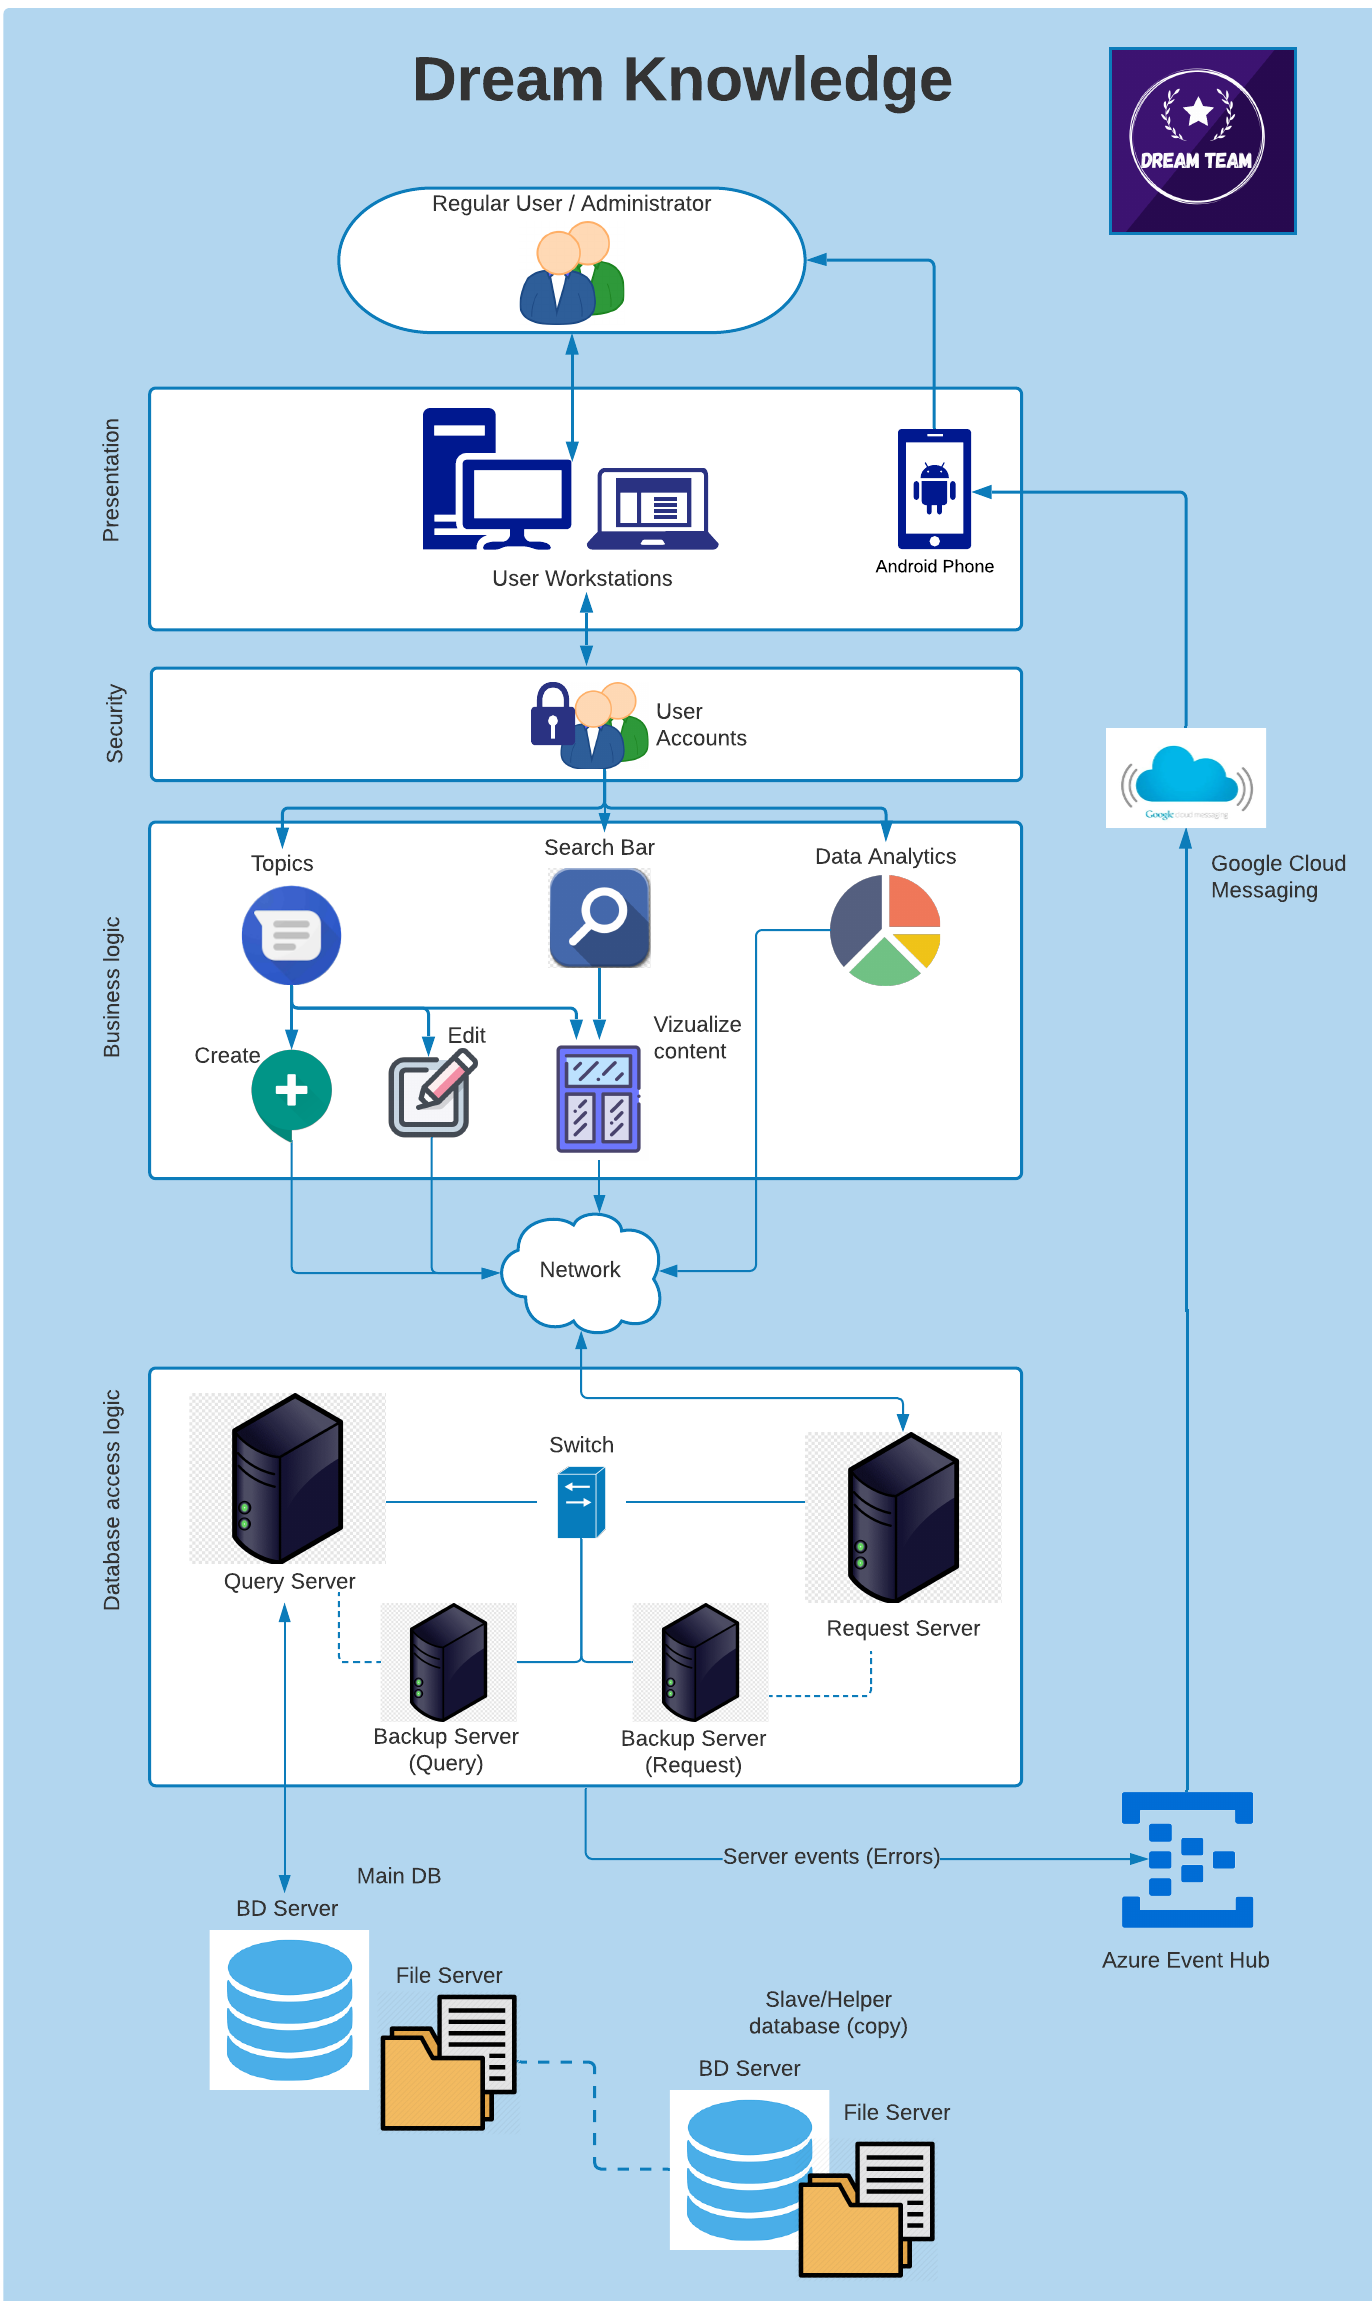 Dream Knowledge
DREAM TEAM
Regular User / Administrator
Presentation
User Workstations
Android Phone
Security
User
Accounts
Google cloud messaging
Google Cloud
Messaging
Business logic
Topics
Search Bar
Data Analytics
Create
Edit
Vizualize
content
Network
Database access logic
Switch
Query Server
Request Server
Backup Server
(Query)
Backup Server
(Request)
Server events (Errors)
Azure Event Hub
Main DB
BD Server
File Server
Slave/Helper
database (copy)
BD Server
File Server